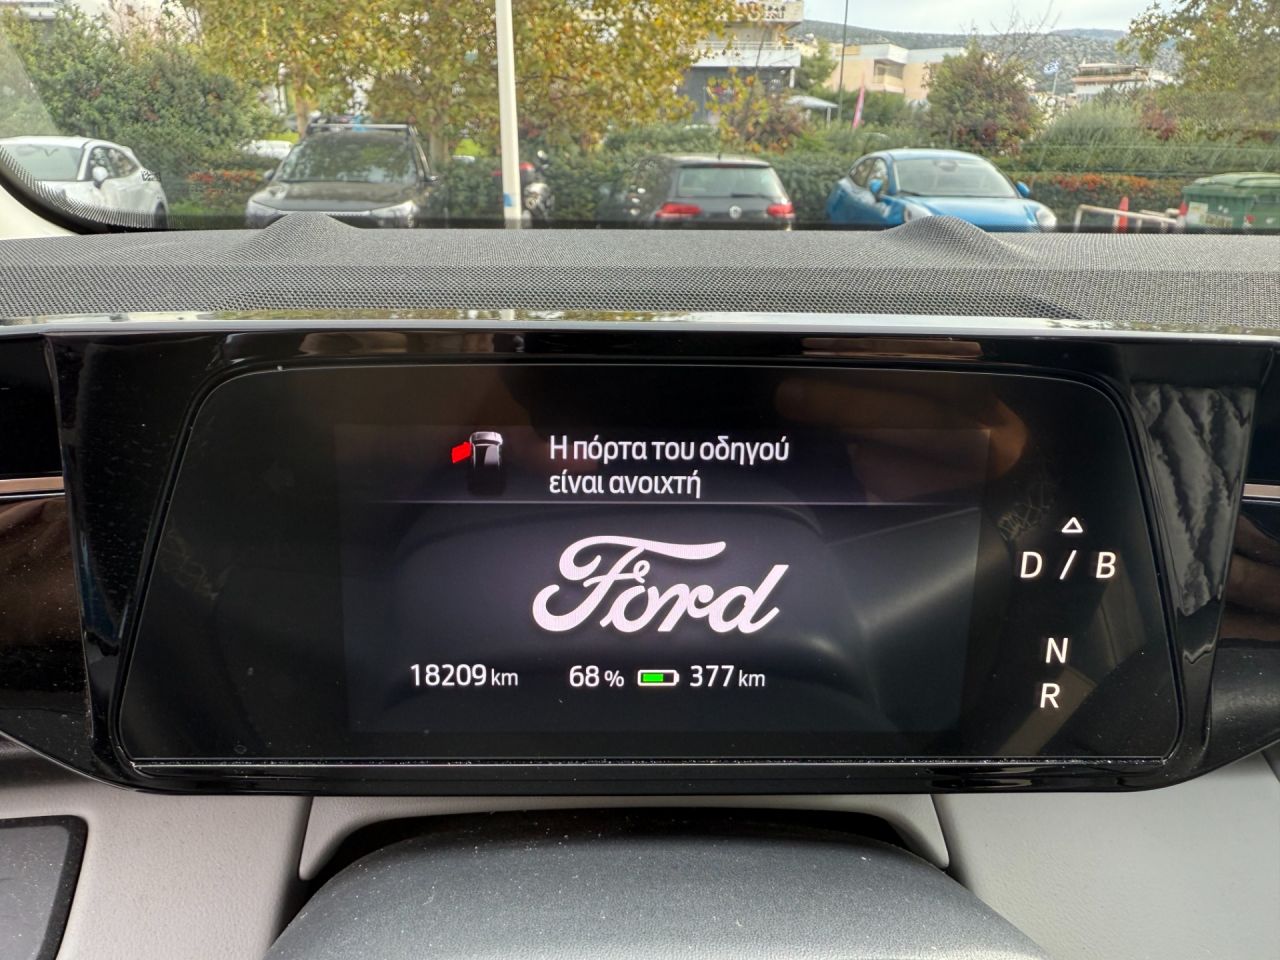 Η πόρτα του οδηγού
είναι ανοιχτή
Ford
18209 km 68 % 377 km
D / B
N
R